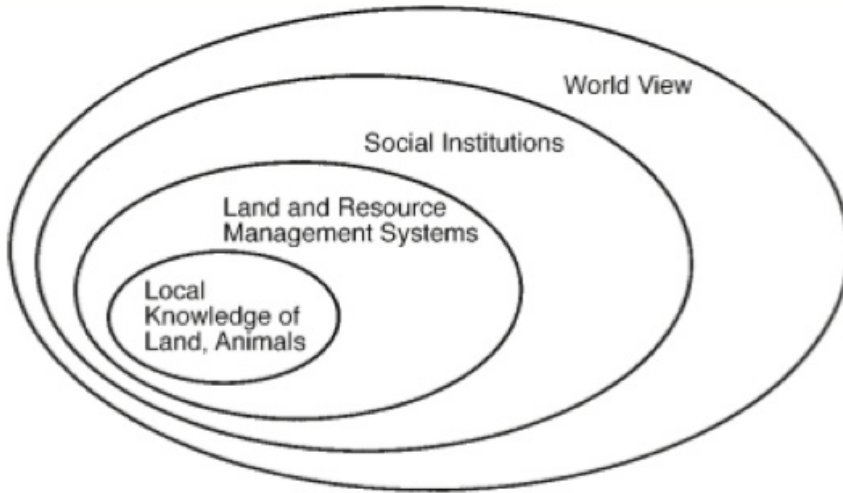 World View
Social Institutions
Land and Resource
Management Systems
Local
Knowledge of
Land, Animals